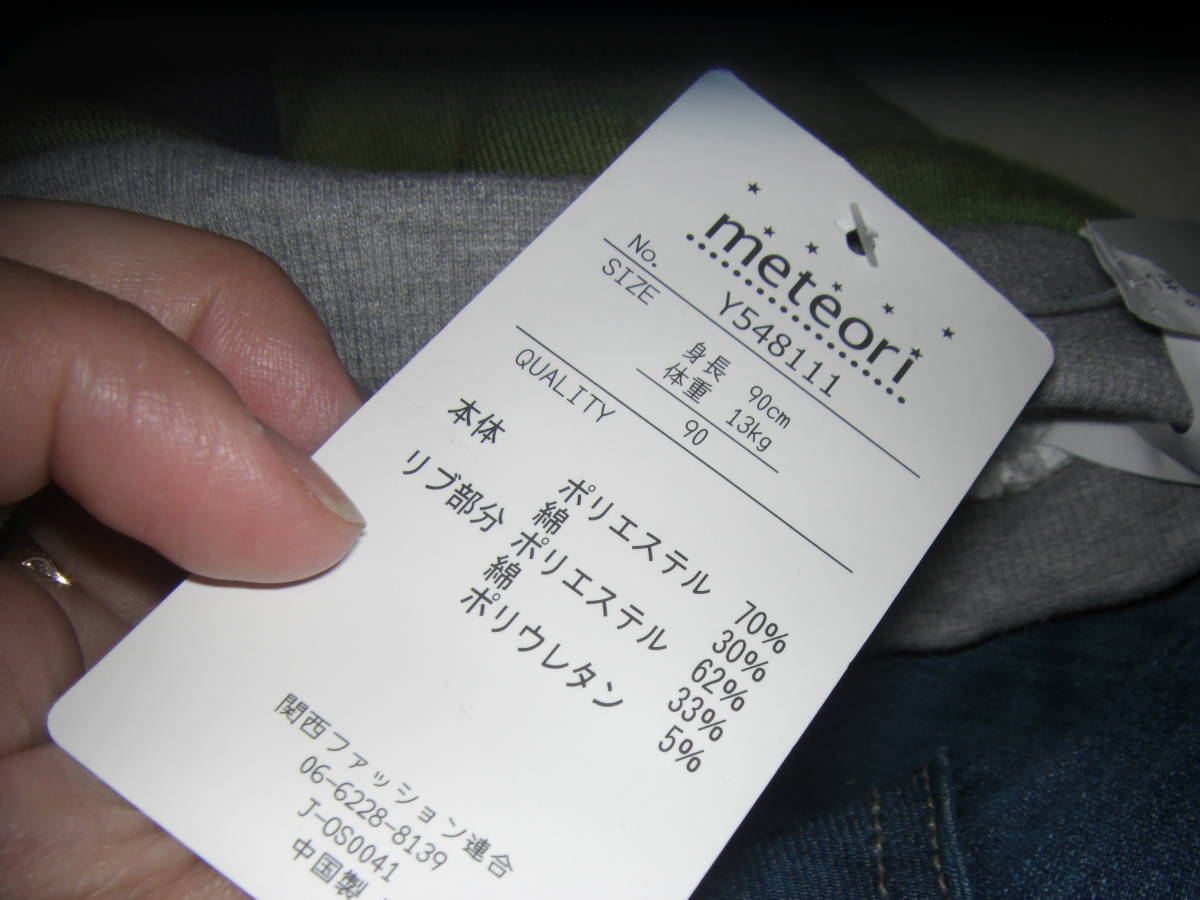 meteori
No. Y548111
SIZE 身長 90cm
体重 13kg
90
QUALITY
本体 ポリエステル 70%
綿 30%
リブ部分 ポリエステル 62%
綿 33%
ポリウレタン 5%
関西ファッション連合
06-6228-8139
J-OS0041
中国製